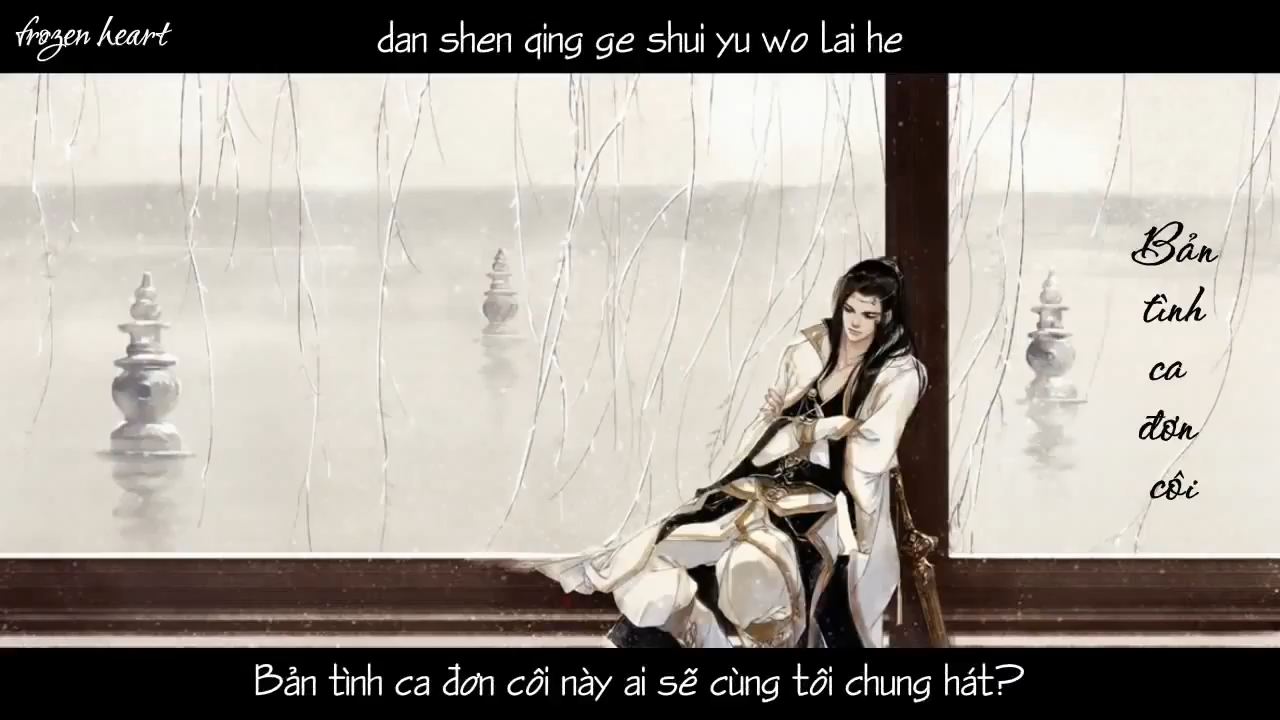 frozen heart
dan shen qing ge shui yu wo lai he
Bản
tình
ca
đơn
côi
Bản tình ca đơn côi này ai sẽ cùng tôi chung hát?